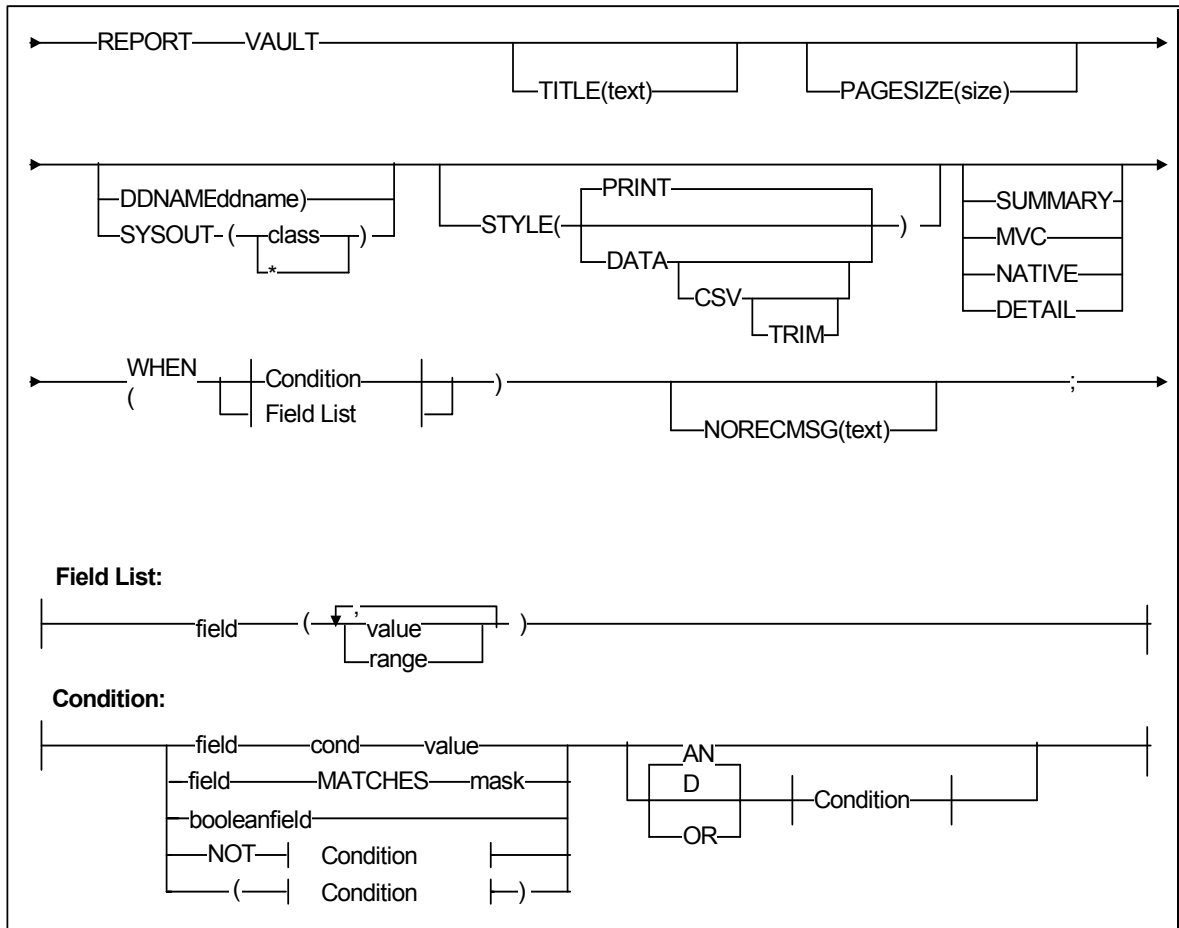 REPORT VAULT
TITLE(text) PAGESIZE(size)
PRINT
DDNAMEddname) SUMMARY
SYSOUT ( class ) STYLE( ) MVC
* DATA NATIVE
CSV DETAIL
TRIM
WHEN Condition ) ;
( Field List
NORECMSG(text)
Field List:
,
field ( value )
range
Condition:
field cond value AN
field MATCHES mask D
booleanfield Condition
NOT Condition OR
( Condition )